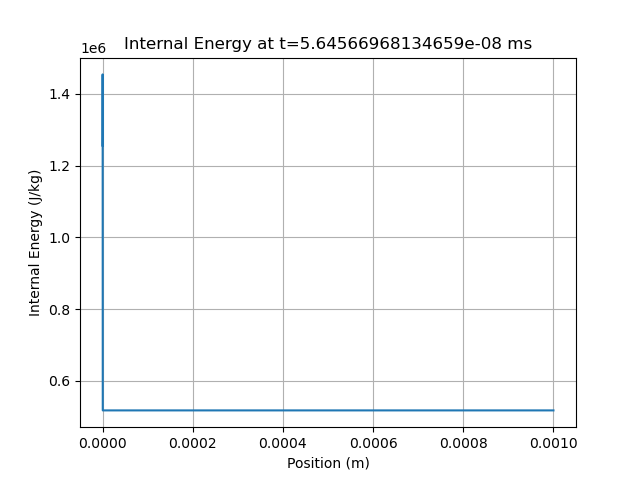 Internal Energy at t=5.64566968134659e-08 ms
1e6
1.4
1.2
1.0
0.8
0.6
Internal Energy (J/kg)
0.0000 0.0002 0.0004 0.0006 0.0008 0.0010
Position (m)